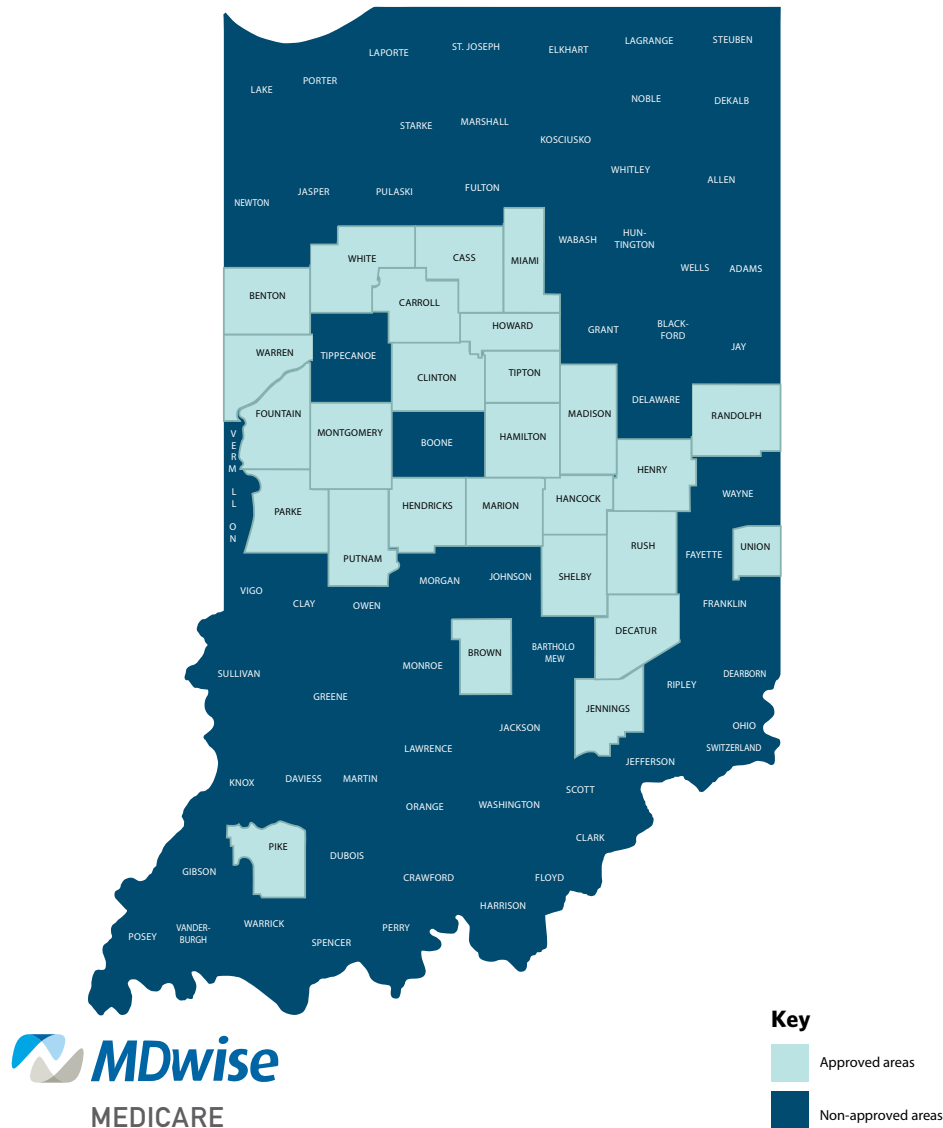 LAPORTE
ST. JOSEPH
ELKHART
LAGRANGE
STEUBEN
LAKE
PORTER
NOBLE
DEKALB
STARKE
MARSHALL
KOSCIUSKO
WHITLEY
ALLEN
NEWTON
JASPER
PULASKI
FULTON
WABASH
HUN-
TINGTON
WHITE
CASS
MIAMI
WELLS
ADAMS
BENTON
CARROLL
HOWARD
GRANT
BLACK-
FORD
JAY
WARREN
TIPPECANOE
CLINTON
TIPTON
MADISON
DELAWARE
RANDOLPH
FOUNTAIN
MONTGOMERY
BOONE
HAMILTON
HENRY
V
E
R
M
I
LL
I
ON
WAYNE
PARKE
HENDRICKS
MARION
HANCOCK
PUTNAM
RUSH
FAYETTE
UNION
VIGO
CLAY
OWEN
MORGAN
JOHNSON
SHELBY
FRANKLIN
DECATUR
SULLIVAN
GREENE
MONROE
BROWN
BARTHOLO
MEW
JENNINGS
RIPLEY
DEARBORN
JACKSON
OHIO
SWITZERLAND
LAWRENCE
JEFFERSON
KNOX
DAVIESS
MARTIN
ORANGE
WASHINGTON
SCOTT
CLARK
PIKE
DUBOIS
GIBSON
CRAWFORD
FLOYD
HARRISON
POSEY
VANDER-
BURGH
WARRICK
SPENCER
PERRY
MDwise
MEDICARE
Key
Approved areas
Non-approved areas